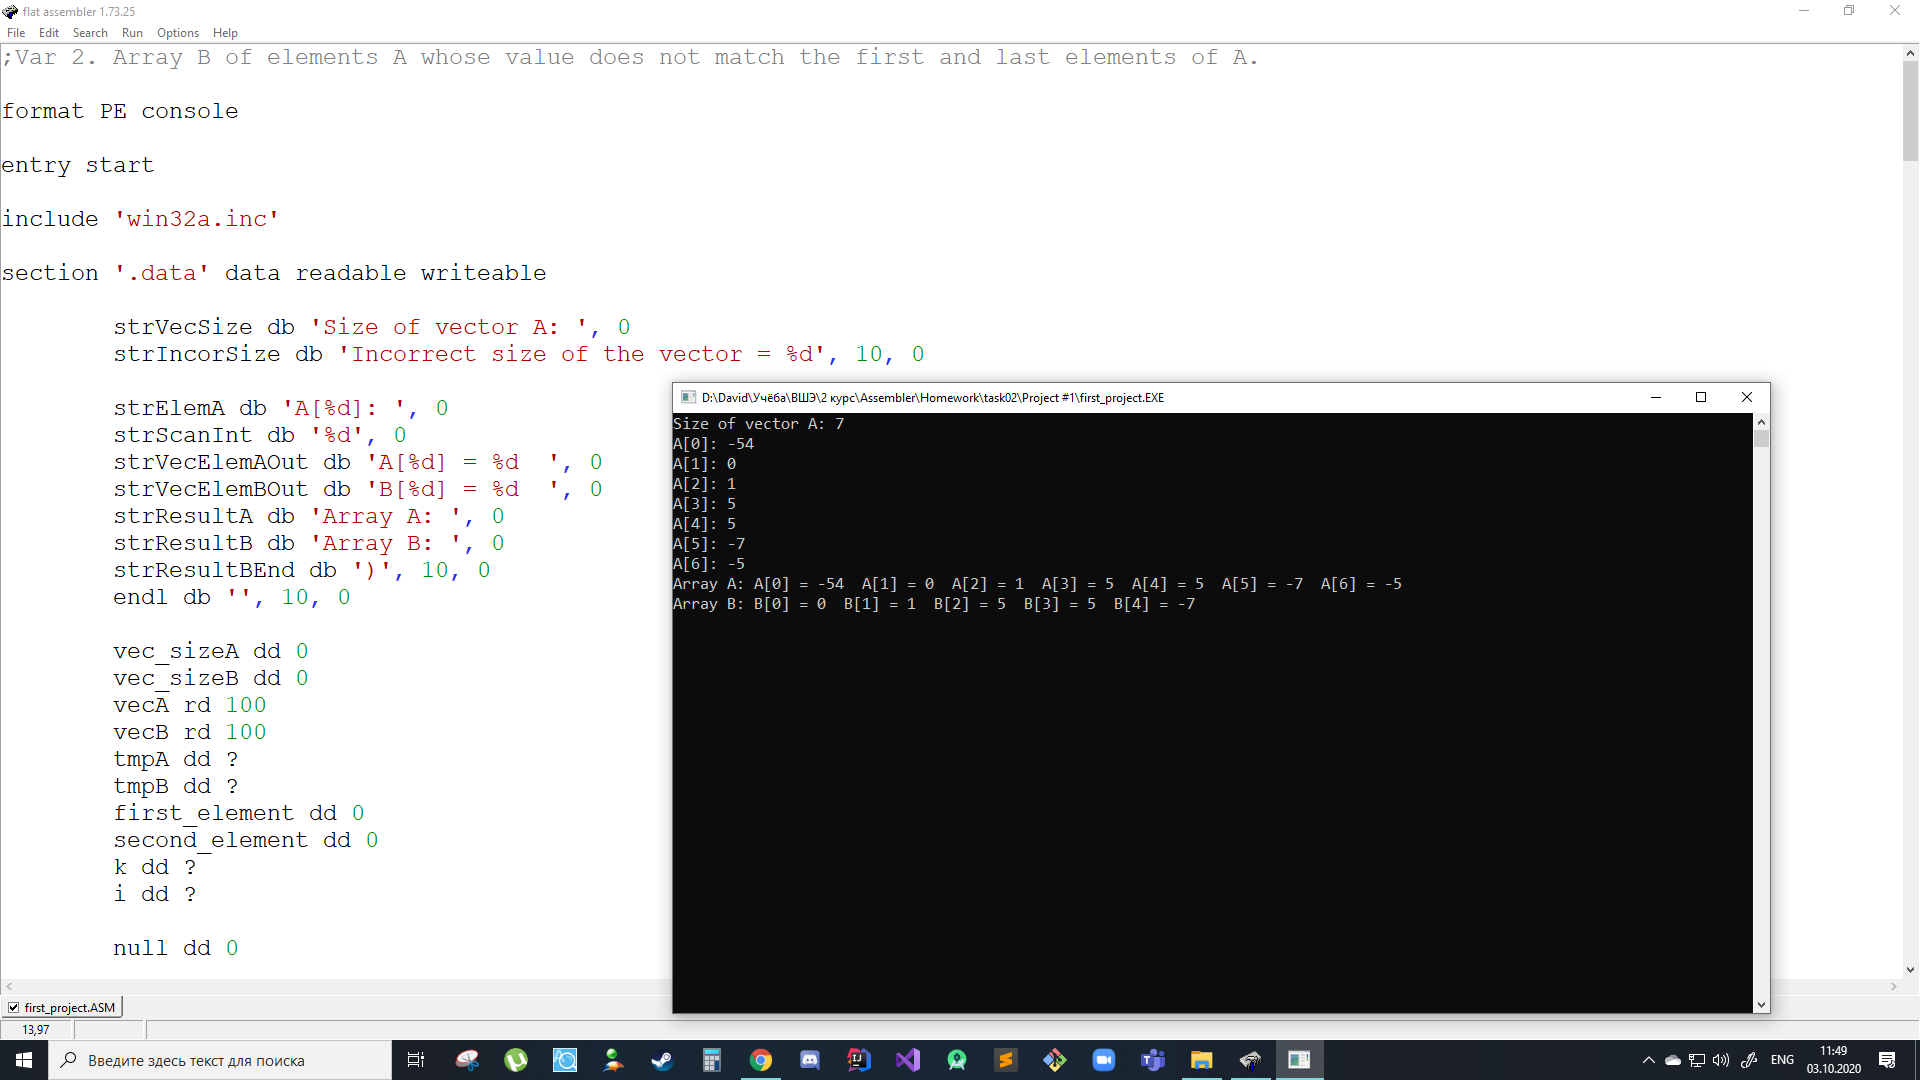 flat assembler 1.73.25
File Edit Search Run Options Help
;Var 2. Array B of elements A whose value does not match the first and last elements of A.
format PE console
entry start
include 'win32a.inc'
section '.data' data readable writeable
strVecSize db 'Size of vector A: ', 0
strIncorSize db 'Incorrect size of the vector = %d', 10, 0
strElemA db 'A[%d]: ', 0
strScanInt db '%d', 0
strVecElemAOut db 'A[%d] = %d  ', 0
strVecElemBOut db 'B[%d] = %d  ', 0
strResultA db 'Array A: ', 0
strResultB db 'Array B: ', 0
strResultBEnd db ')', 10, 0
endl db '', 10, 0
vec_sizeA dd 0
vec_sizeB dd 0
vecA rd 100
vecB rd 100
tmpA dd ?
tmpB dd ?
first_element dd 0
second_element dd 0
k dd ?
i dd ?
null dd 0
D:\David\Учёба\ВШЭ\2 курс\Assembler\Homework\task02\Project #1\first_project.EXE
Size of vector A: 7
A[0]: -54
A[1]: 0
A[2]: 1
A[3]: 5
A[4]: 5
A[5]: -7
A[6]: -5
Array A: A[0] = -54  A[1] = 0  A[2] = 1  A[3] = 5  A[4] = 5  A[5] = -7  A[6] = -5
Array B: B[0] = 0  B[1] = 1  B[2] = 5  B[3] = 5  B[4] = -7
first_project.ASM
13,97
Введите здесь текст для поиска
ENG
11:49
03.10.2020